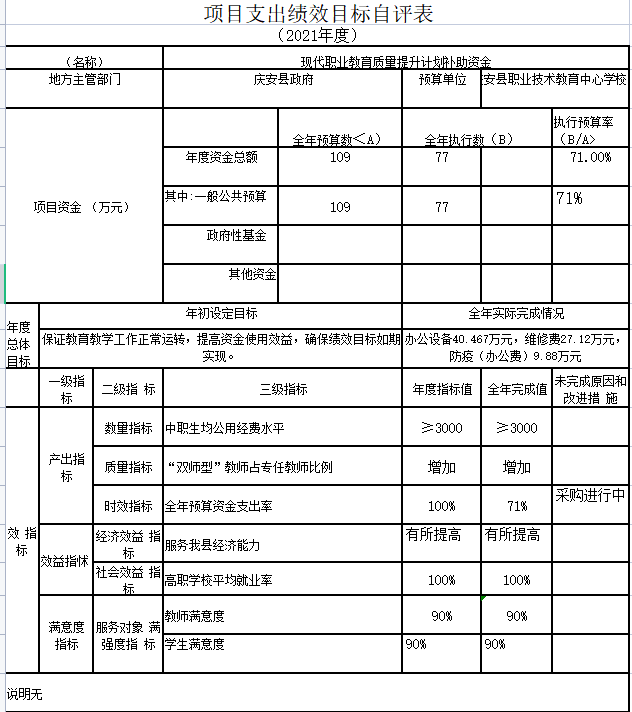 项目支出绩效目标自评表
（2021年度）
（名称） 现代职业教育质量提升计划补助资金
地方主管部门 庆安县政府 预算单位 安县职业技术教育中心学校
项目资金 （万元） 全年预算数＜A） 全年执行数（B） 执行预算率
（B/A>
年度资金总额 109 77 71.00%
其中:一般公共预算 109 77 71%
政府性基金
其他资金
年度
总体
目标
年初设定目标 全年实际完成情况
保证教育教学工作正常运转，提高资金使用效益，确保绩效目标如期
实现。
办公设备40.467万元，维修费27.12万元，
防疫（办公费）9.88万元
效 指
标
一级指
标
二级指 标 三级指标 年度指标值 全年完成值 未完成原因和
改进措 施
产出指
标
数量指标 中职生均公用经费水平 ≥3000 ≥3000
质量指标 “双师型”教师占专任教师比例 增加 增加
时效指标 全年预算资金支出率 100% 71% 采购进行中
效益指
经济效益 指
标
服务我县经济能力 有所提高 有所提高
社会效益 指
标
高职学校平均就业率 100% 100%
满意度
指标
服务对象 满
强度指 标
教师满意度 90% 90%
学生满意度 90% 90%
说明无